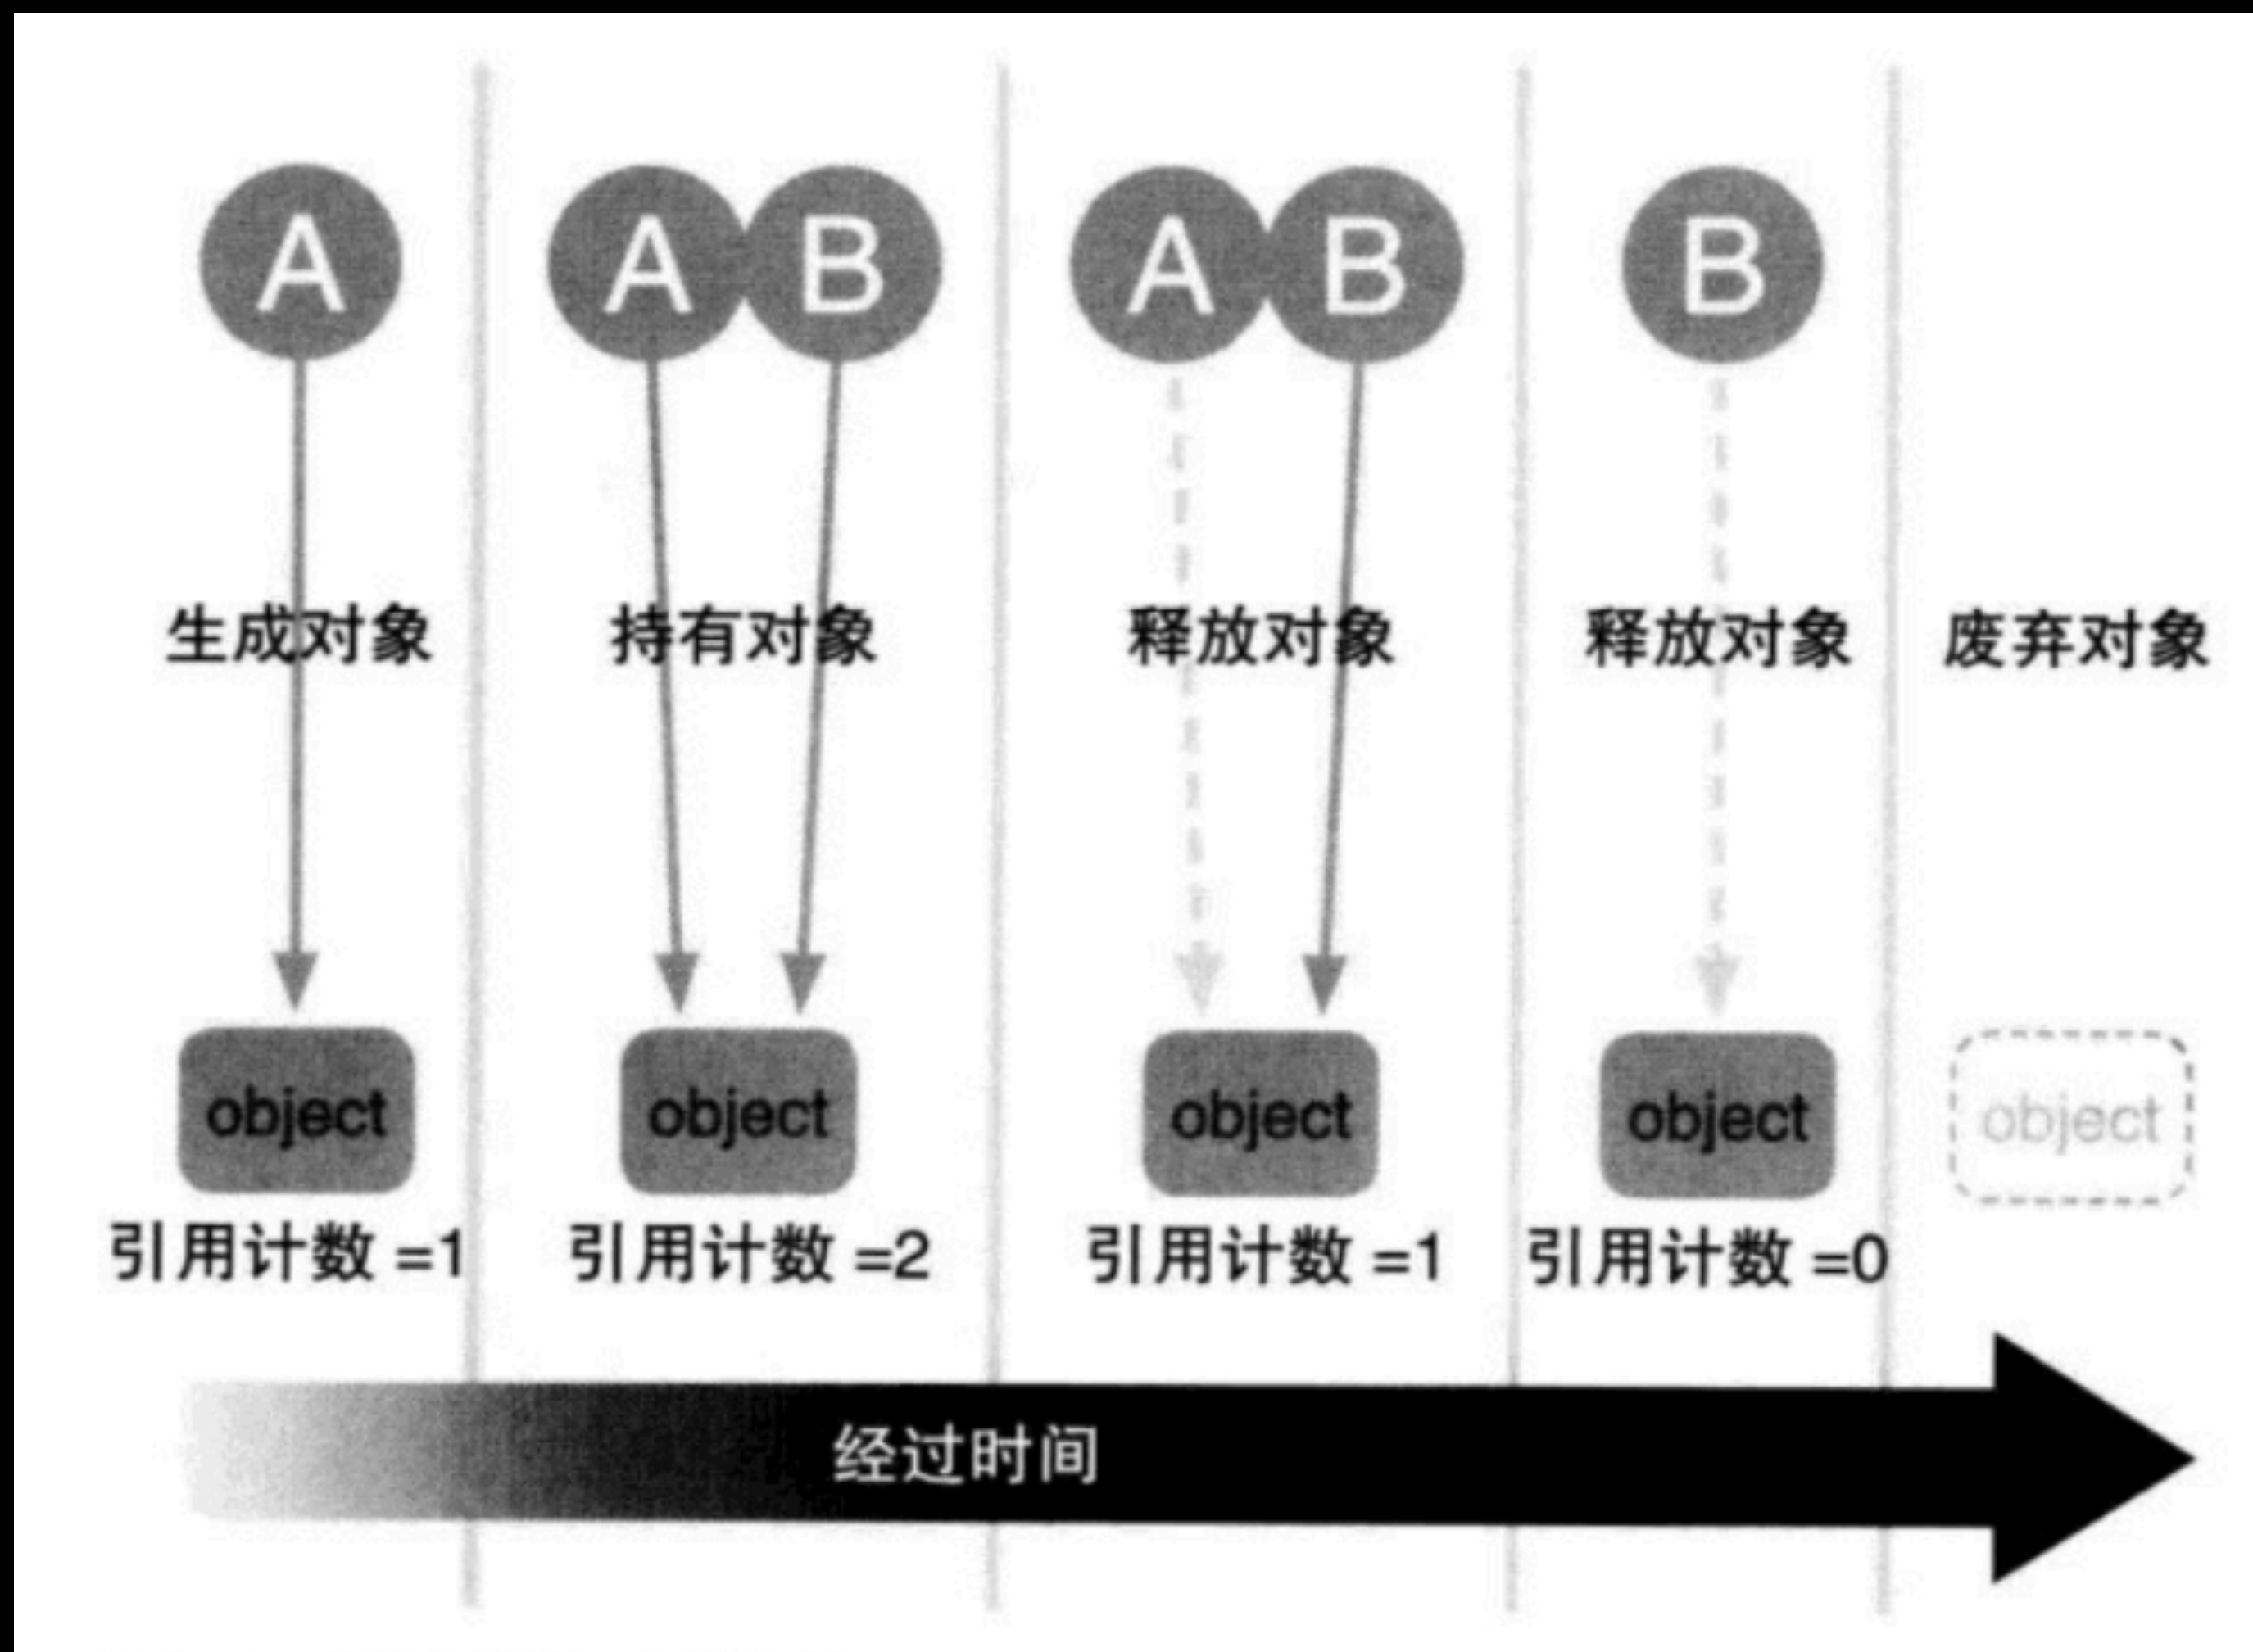 A
A B
A B
B
生成对象
持有对象
释放对象
释放对象
废弃对象
object
object
object
object
object
引用计数 =1
引用计数 =2
引用计数 =1
引用计数 =0
经过时间